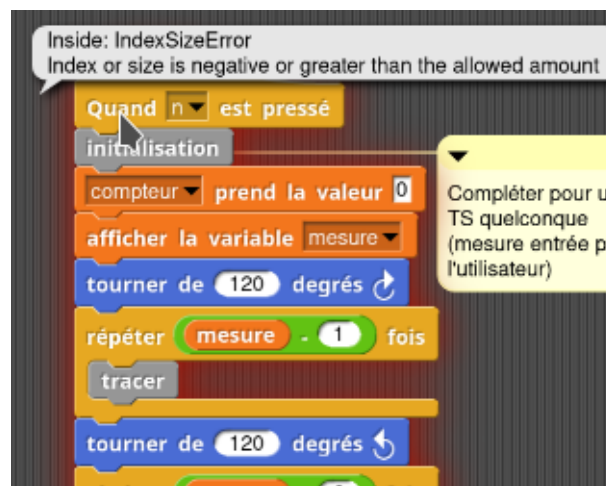 Inside: IndexSizeError
Index or size is negative or greater than the allowed amount
Quand n est pressé
initialisation
compteur prend la valeur 0
Compléter pour u
TS quelconque
(mesure entrée p
l'utilisateur)
afficher la variable mesure
tourner de 120 degrés
répéter mesure - 1 fois
tracer
tourner de 120 degrés